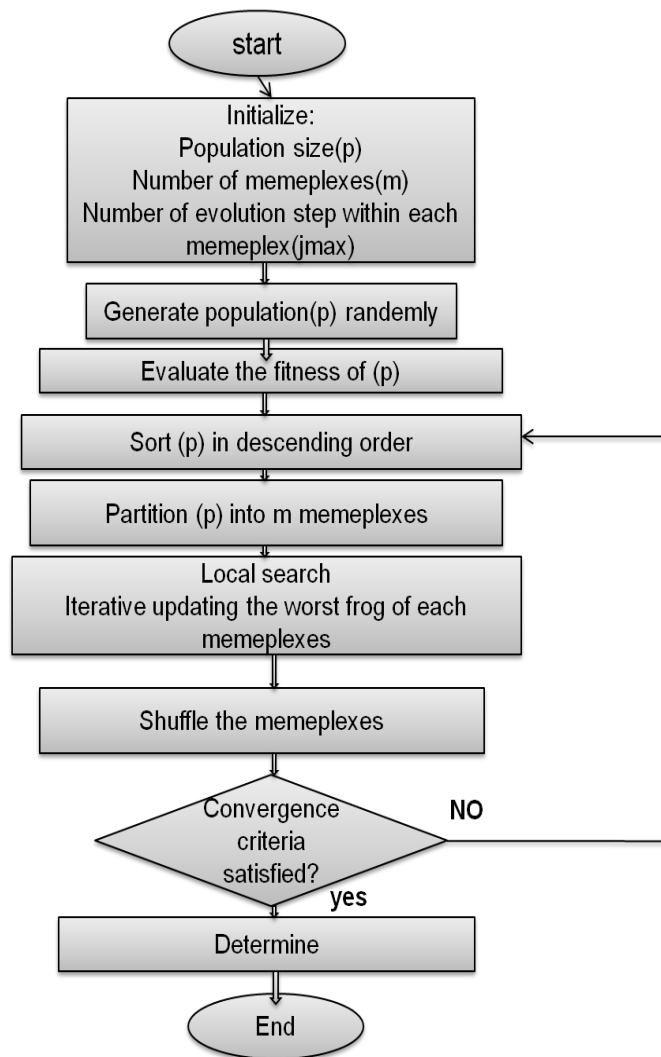 start
Initialize:
Population size(p)
Number of memeplexes(m)
Number of evolution step within each
memeplex(jmax)
Generate population(p) randomly
Evaluate the fitness of (p)
Sort (p) in descending order
Partition (p) into m memeplexes
Local search
Iterative updating the worst frog of each
memeplexes
Shuffle the memeplexes
Convergence
criteria
satisfied?
NO
yes
Determine
End